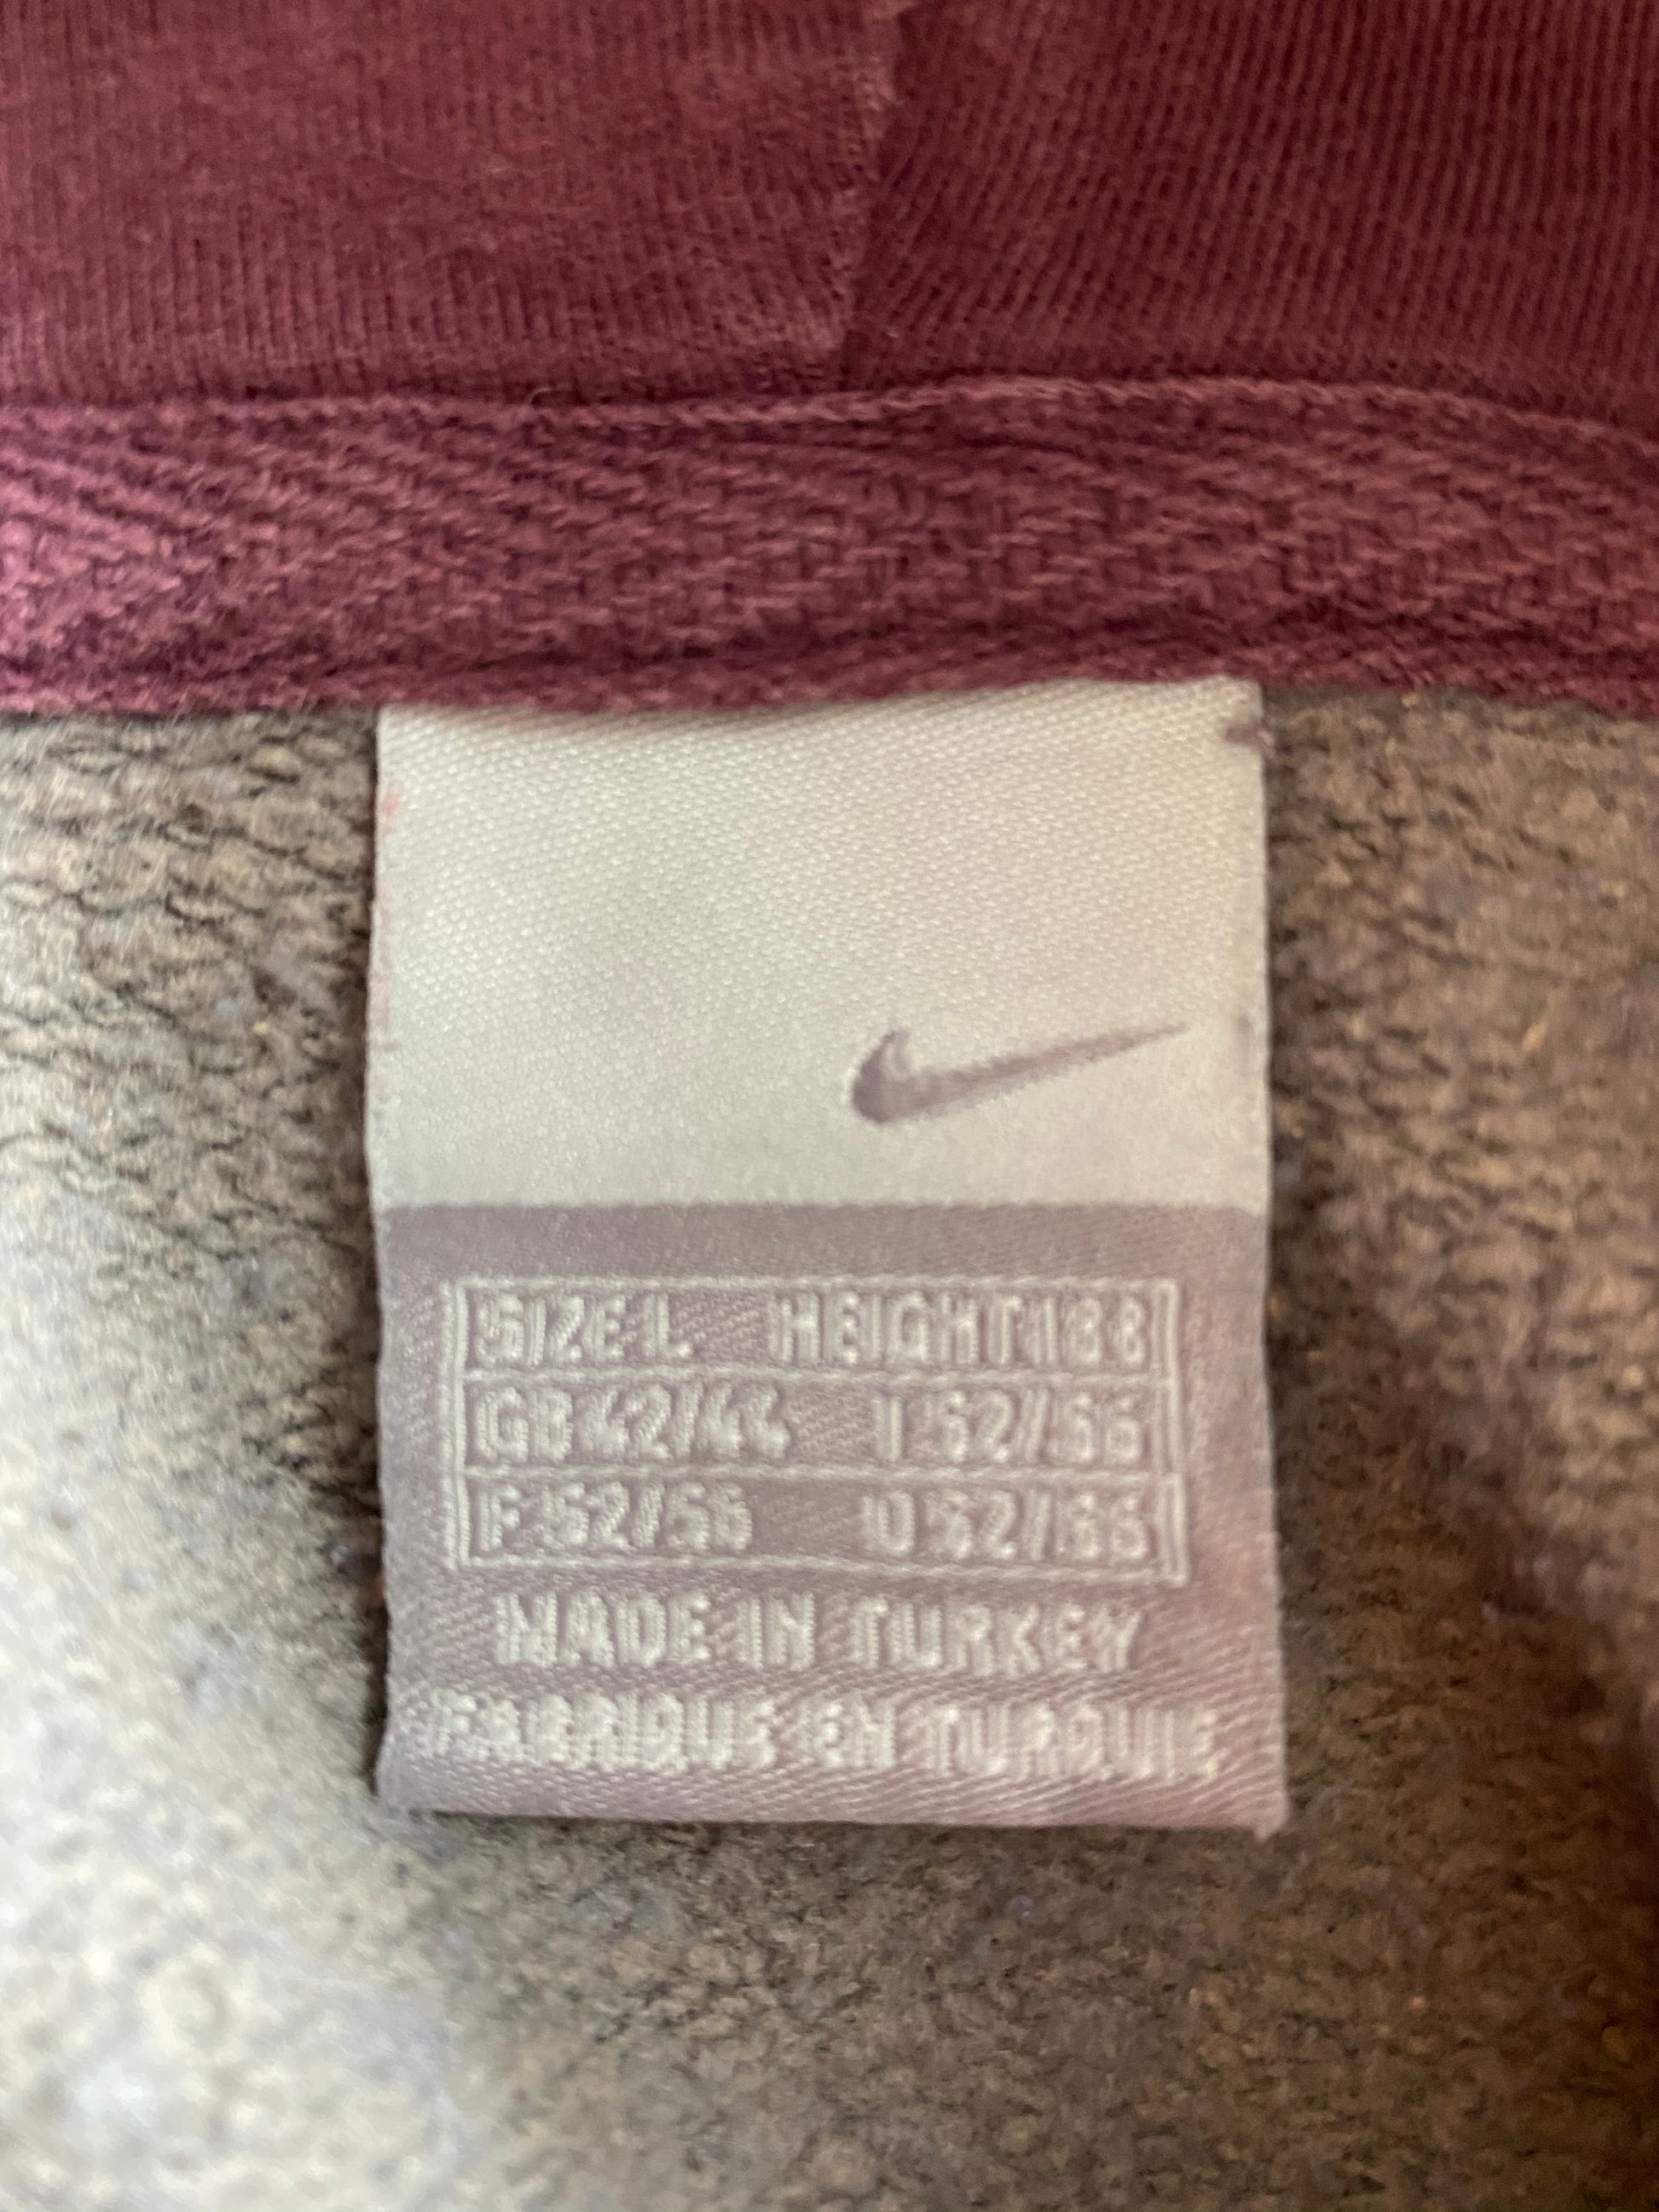 SIZE L HEIGHT 188
GB 42/44 I 52/56
F 52/56 D 52/56
MADE IN TURKEY
FABRIQUE EN TURQUIE